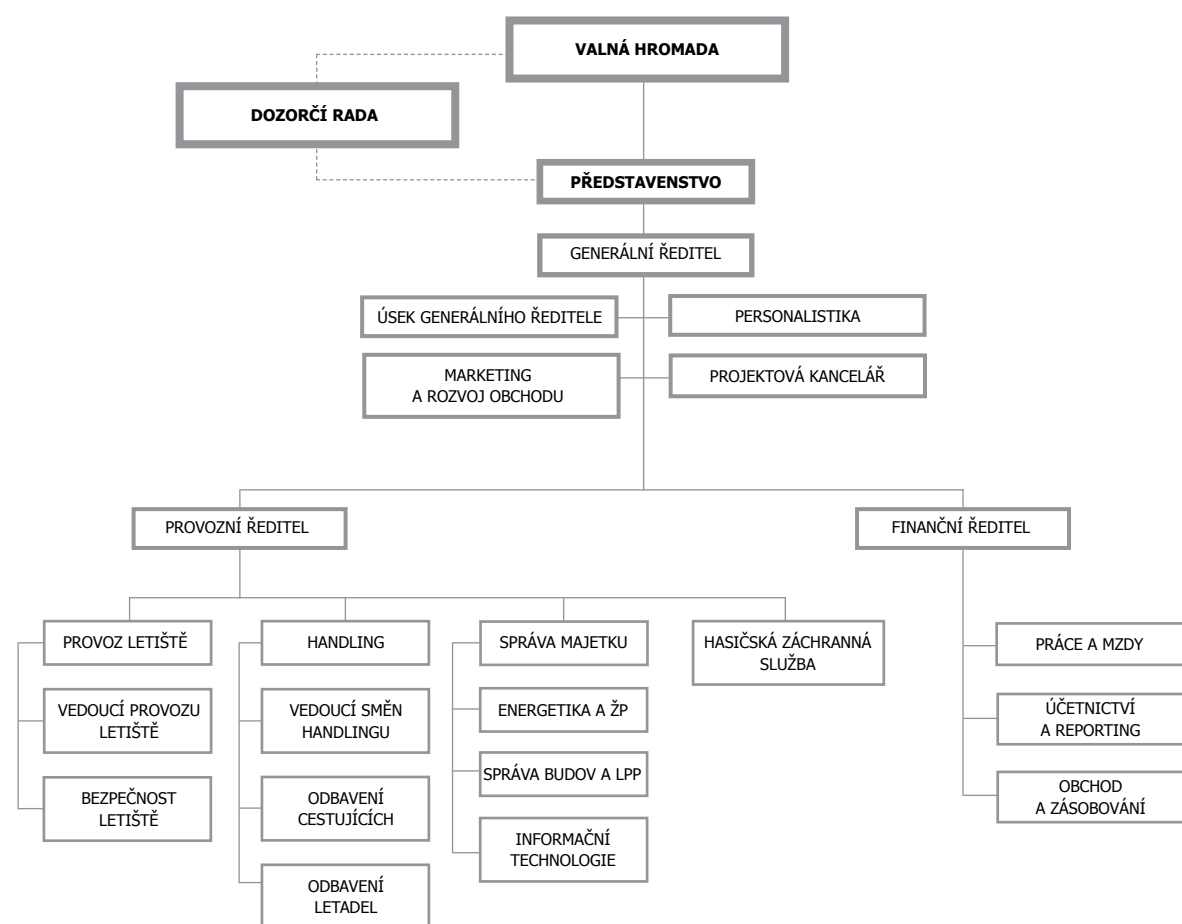 VALNÁ HROMADA
DOZORČÍ RADA
PŘEDSTAVENSTVO
GENERÁLNÍ ŘEDITEL
ÚSEK GENERÁLNÍHO ŘEDITELE
PERSONALISTIKA
MARKETING
A ROZVOJ OBCHODU
PROJEKTOVÁ KANCELÁŘ
PROVOZNÍ ŘEDITEL
FINANČNÍ ŘEDITEL
PROVOZ LETIŠTĚ
VEDOUCÍ PROVOZU
LETIŠTĚ
BEZPEČNOST
LETIŠTĚ
HANDLING
VEDOUCÍ SMĚN
HANDLINGU
ODBAVENÍ
CESTUJÍCÍCH
ODBAVENÍ
LETADEL
SPRÁVA MAJETKU
ENERGETIKA A ŽP
SPRÁVA BUDOV A LPP
INFORMAČNÍ
TECHNOLOGIE
HASIČSKÁ ZÁCHRANNÁ
SLUŽBA
PRÁCE A MZDY
ÚČETNICTVÍ
A REPORTING
OBCHOD
A ZÁSOBOVÁNÍ